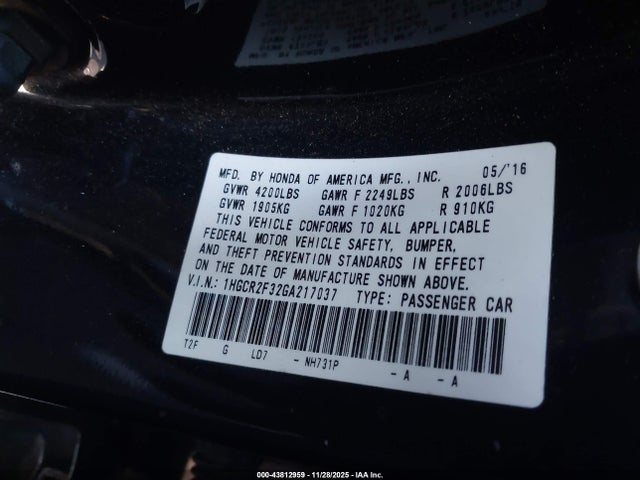 MFD. BY HONDA OF AMERICA MFG., INC. 05/'16
GVWR 4200LBS GAWR F 2249LBS R 2006LBS
GVWR 1905KG GAWR F 1020KG R 910KG
THIS VEHICLE CONFORMS TO ALL APPLICABLE
FEDERAL MOTOR VEHICLE SAFETY, BUMPER,
AND THEFT PREVENTION STANDARDS IN EFFECT
ON THE DATE OF MANUFACTURE SHOWN ABOVE.
V.I.N.: 1HGCR2F32GA217037 TYPE: PASSENGER CAR
T2F G LD7 - NH731P - A - A
000-43812959 - 11/28/2025 - IAA Inc.